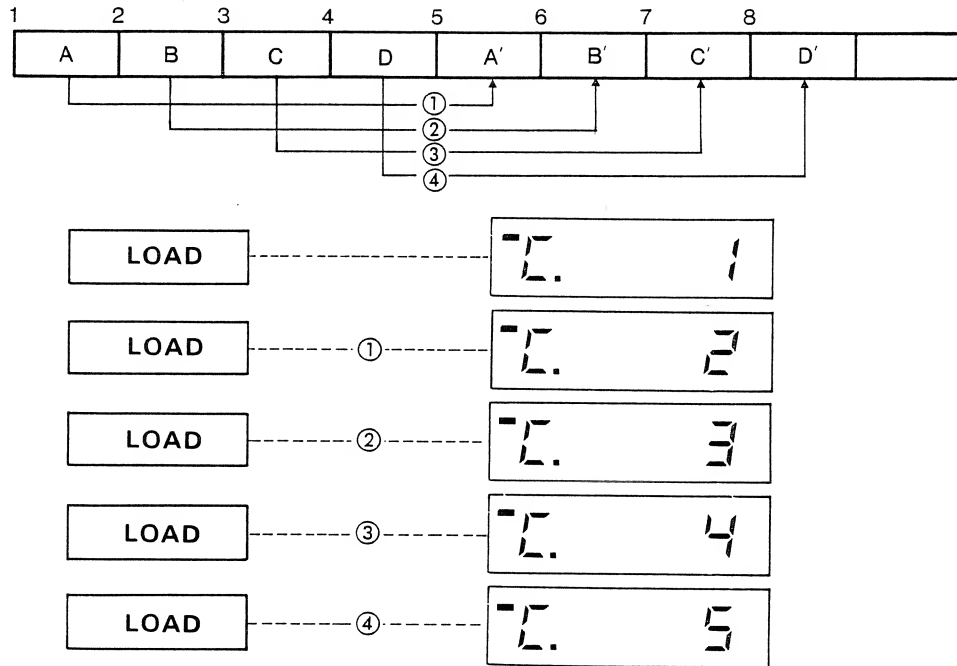 1 2 3 4 5 6 7 8
A B C D A′ B′ C′ D′
①
②
③
④
LOAD ‾C. 1
LOAD ① ‾C. 2
LOAD ② ‾C. 3
LOAD ③ ‾C. 4
LOAD ④ ‾C. 5